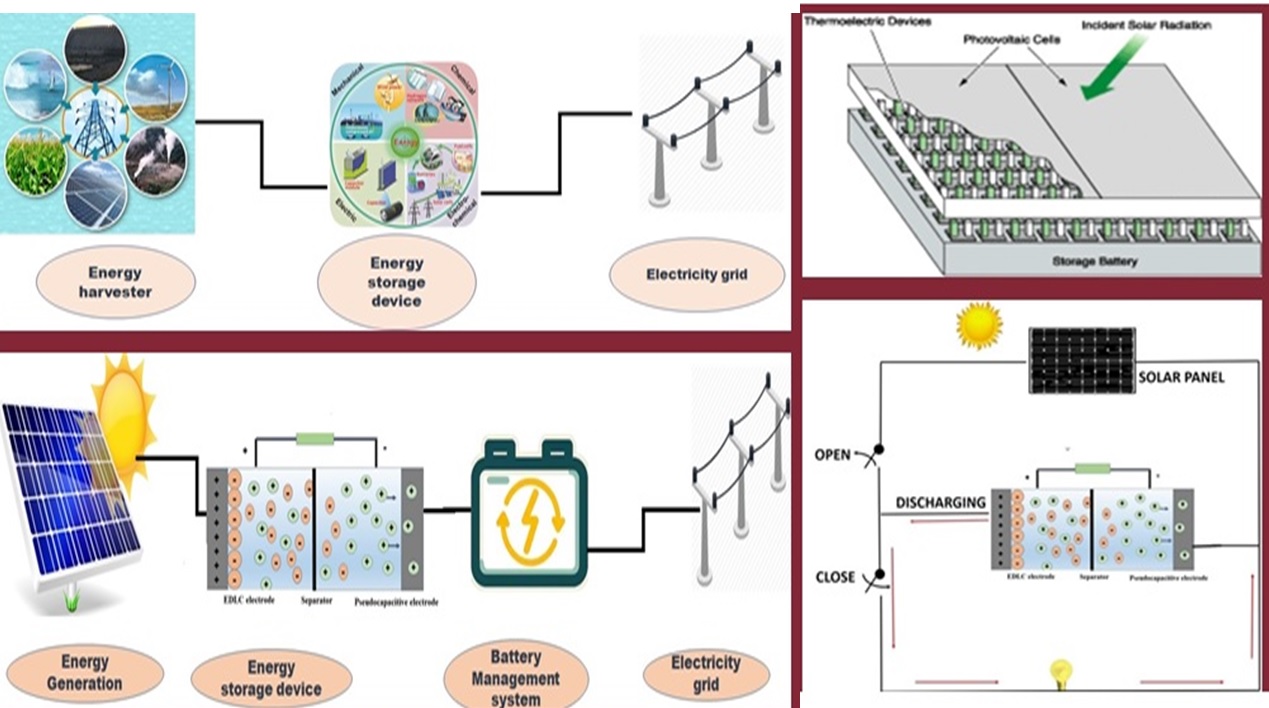 Mechanical
Chemical
Energy
Electric
Electro-
chemical
Energy
harvester
Energy
storage
device
Electricity grid
Thermoelectric Devices
Photovoltaic Cells
Incident Solar Radiation
Storage Battery
EDLC electrode
Separator
Pseudocapacitive electrode
Energy
Generation
Energy
storage device
Battery
Management
system
Electricity
grid
SOLAR PANEL
OPEN
DISCHARGING
CLOSE
EDLC electrode
Separator
Pseudocapacitive electrode